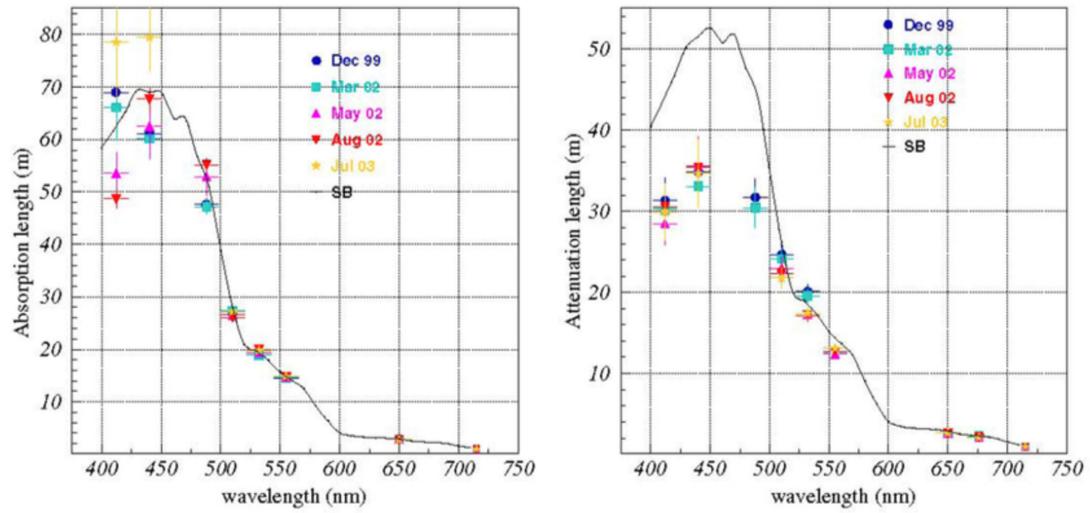 Absorption length (m)
80
70
60
50
40
30
20
10
Dec 99
Mar 02
May 02
Aug 02
Jul 03
SB
400 450 500 550 600 650 700 750
wavelength (nm)
Attenuation length (m)
50
40
30
20
10
Dec 99
Mar 02
May 02
Aug 02
Jul 03
SB
400 450 500 550 600 650 700 750
wavelength (nm)